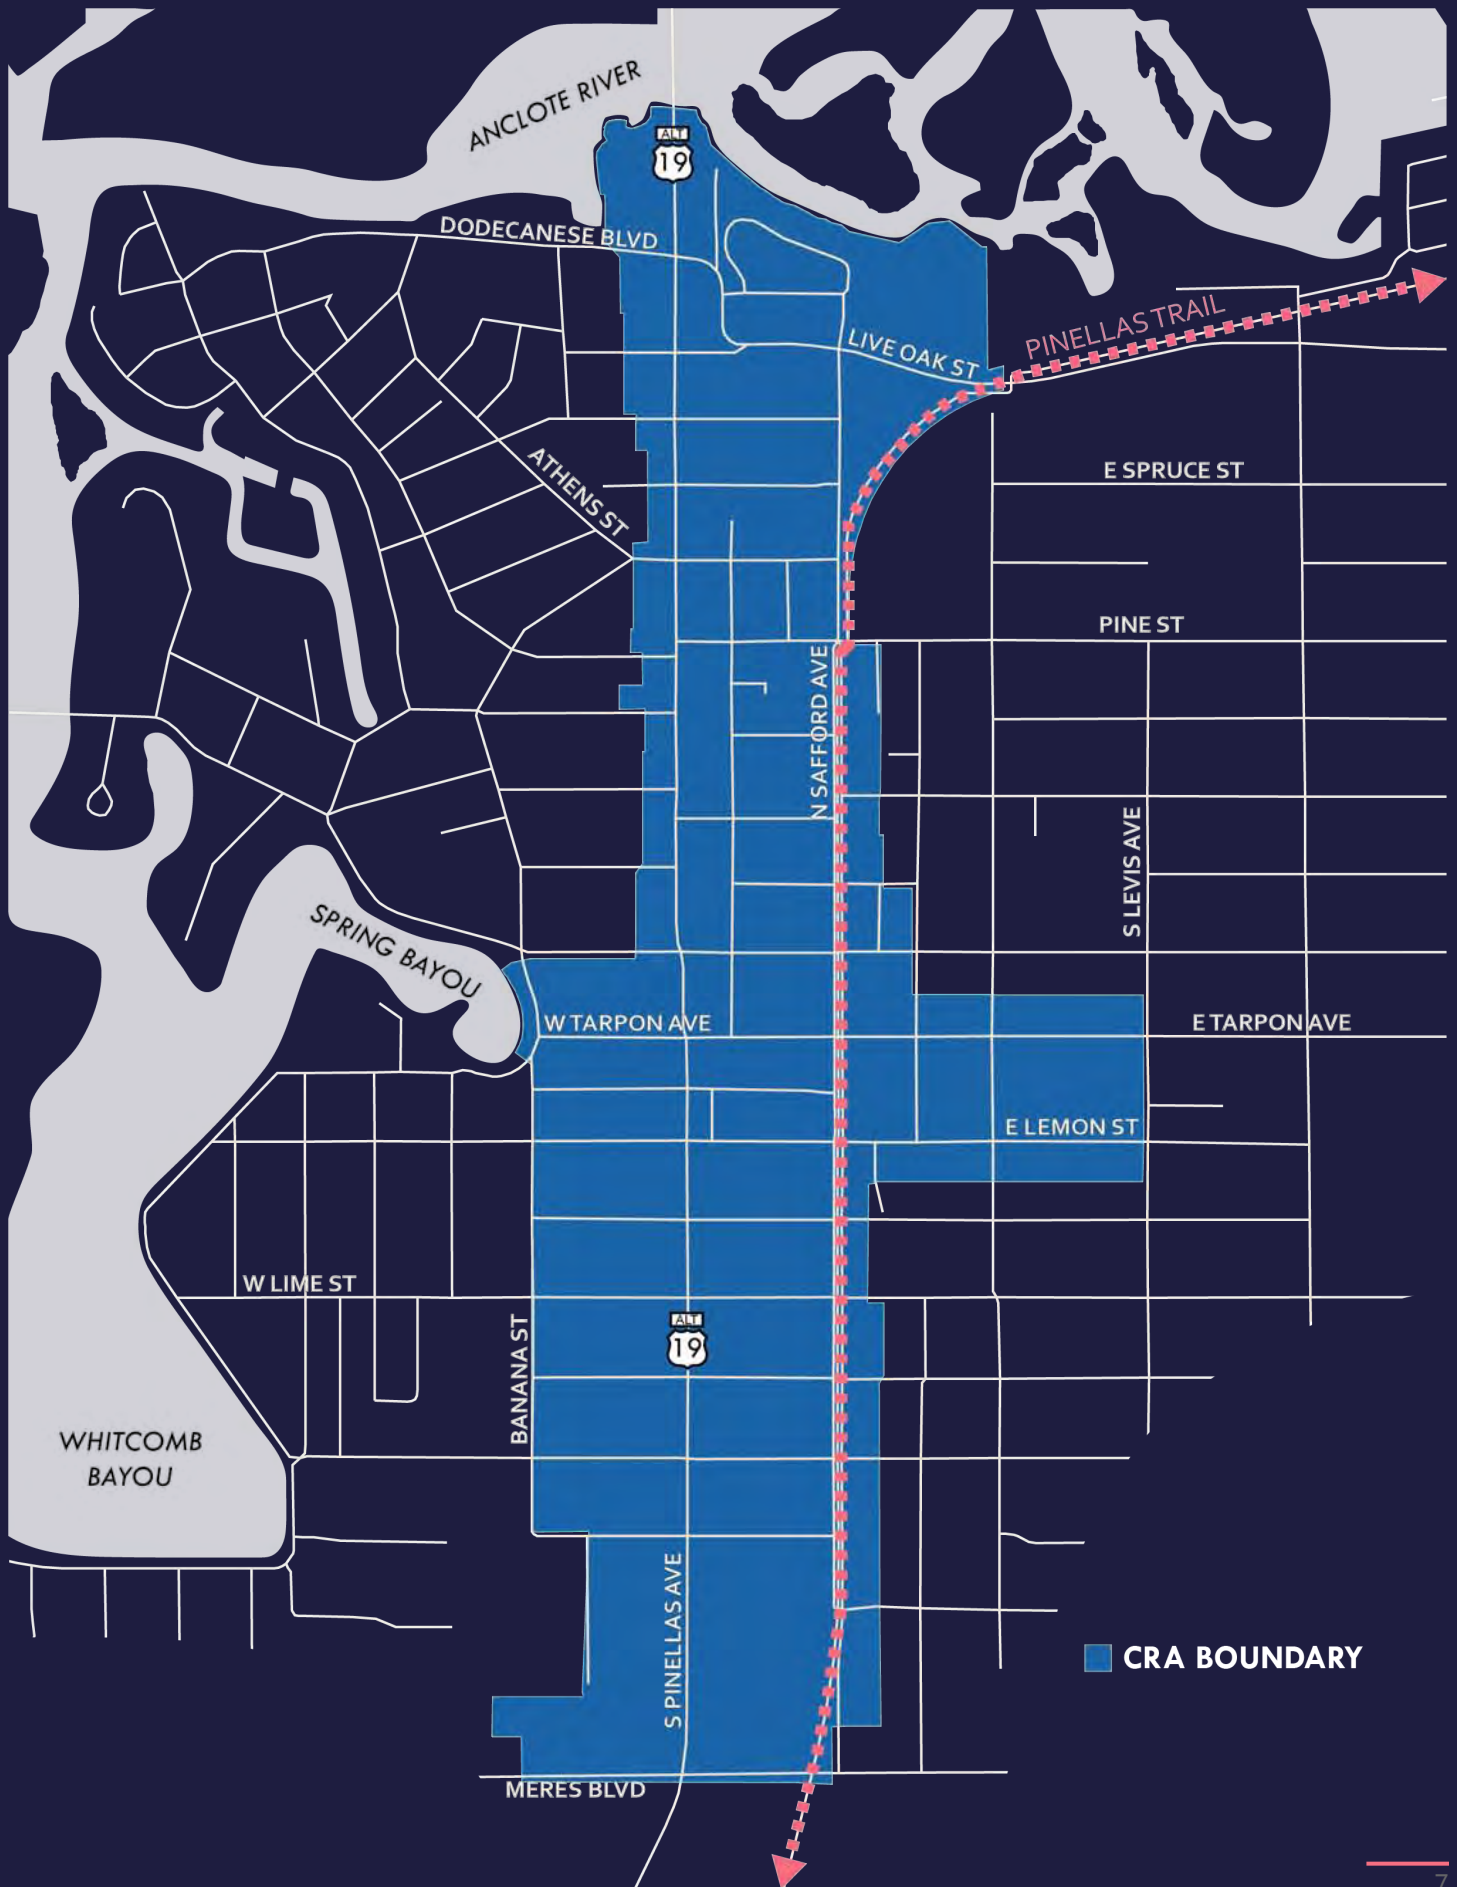 ANCLOTE RIVER
ALT
19
DODECANESE BLVD
PINELLAS TRAIL
LIVE OAK ST
ATHENS ST
E SPRUCE ST
PINE ST
N SAFFORD AVE
S LEVIS AVE
SPRING BAYOU
W TARPON AVE
E TARPON AVE
E LEMON ST
W LIME ST
ALT
19
BANANA ST
WHITCOMB
BAYOU
S PINELLAS AVE
CRA BOUNDARY
MERES BLVD
7